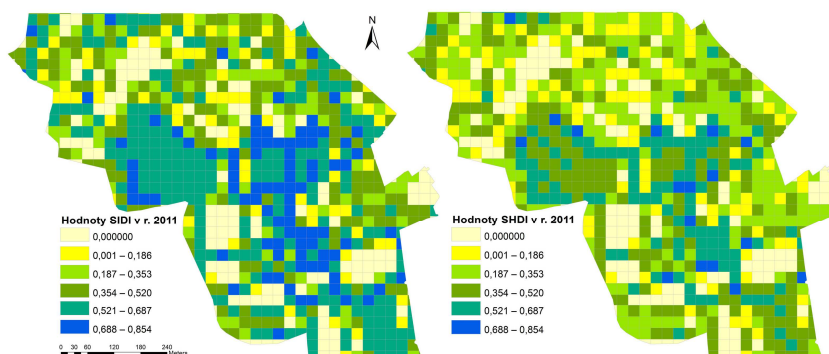 N
Hodnoty SIDI v r. 2011
0,000000
0,001 – 0,186
0,187 – 0,353
0,354 – 0,520
0,521 – 0,687
0,688 – 0,854
0 30 60 120 180 240
Meters
Hodnoty SHDI v r. 2011
0,000000
0,001 – 0,186
0,187 – 0,353
0,354 – 0,520
0,521 – 0,687
0,688 – 0,854